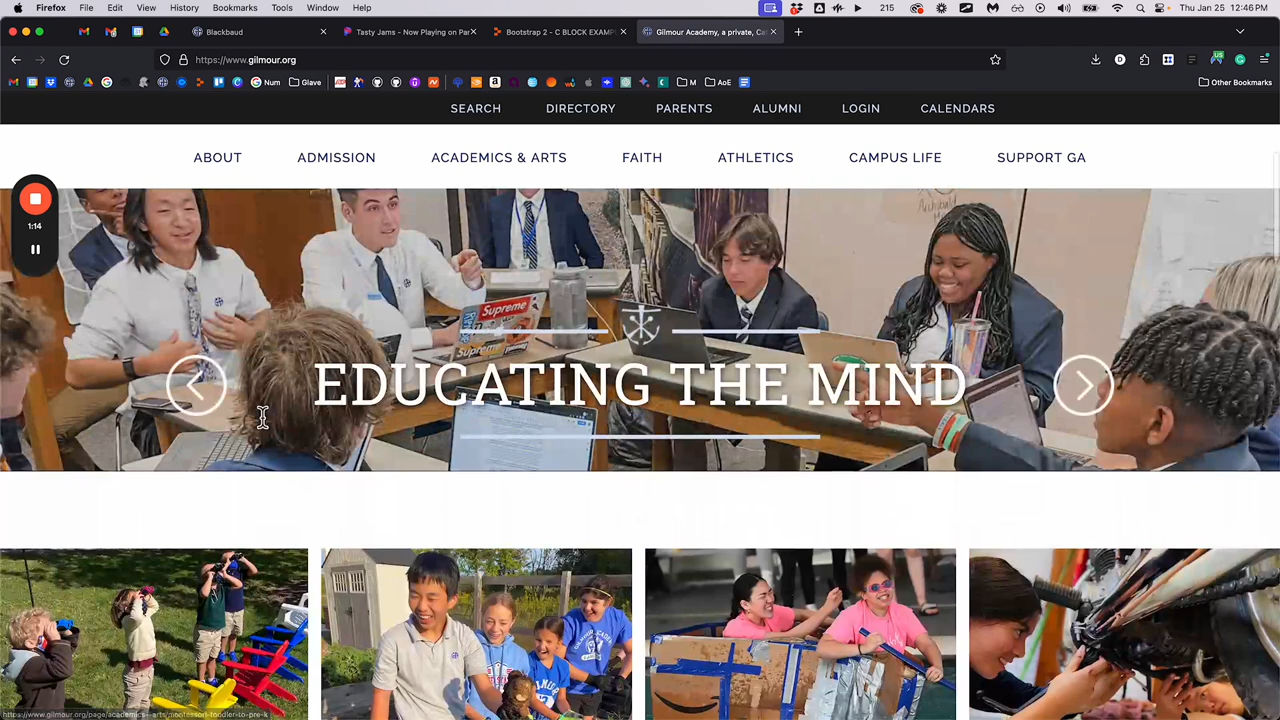 Firefox File Edit View History Bookmarks Tools Window Help 215 Thu Jan 25 12:46 PM
Blackbaud Tasty Jams - Now Playing on Par Bootstrap 2 - C BLOCK EXAMP Gilmour Academy, a private, Cat
https://www.gilmour.org
Num Glave M AoE Other Bookmarks
SEARCH DIRECTORY PARENTS ALUMNI LOGIN CALENDARS
ABOUT ADMISSION ACADEMICS & ARTS FAITH ATHLETICS CAMPUS LIFE SUPPORT GA
1:14
Supreme
EDUCATING THE MIND
https://www.gilmour.org/page/academics--arts/montessori-toddler-to-pre-k